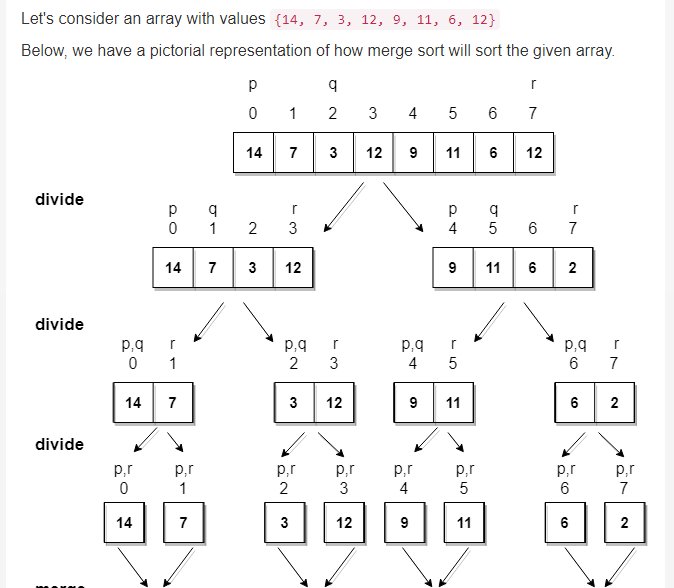 Let's consider an array with values {14, 7, 3, 12, 9, 11, 6, 12}
Below, we have a pictorial representation of how merge sort will sort the given array.
p q r
0 1 2 3 4 5 6 7
14 7 3 12 9 11 6 12
divide
p q r p q r
0 1 2 3 4 5 6 7
14 7 3 12 9 11 6 2
divide
p,q r p,q r p,q r p,q r
0 1 2 3 4 5 6 7
14 7 3 12 9 11 6 2
divide
p,r p,r p,r p,r p,r p,r p,r p,r
0 1 2 3 4 5 6 7
14 7 3 12 9 11 6 2